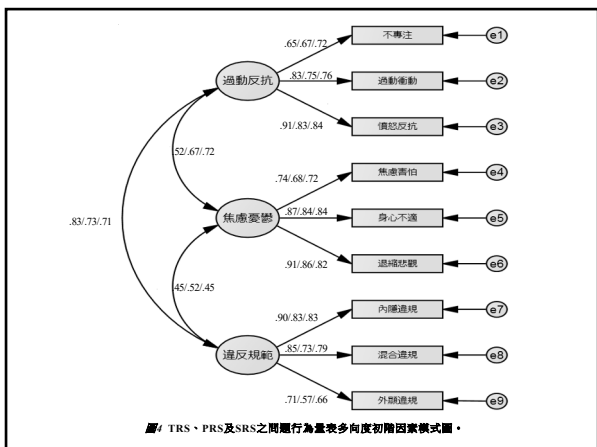 不專注
e1
.65/.67/.72
過動反抗
.83/.75/.76
過動衝動
e2
.91/.83/.84
憤怒反抗
e3
.52/.67/.72
.74/.68/.72
焦慮害怕
e4
.83/.73/.71
焦慮憂鬱
.87/.84/.84
身心不適
e5
.91/.86/.82
退縮悲觀
e6
.45/.52/.45
.90/.83/.83
內隱違規
e7
違反規範
.85/.73/.79
混合違規
e8
.71/.57/.66
外顯違規
e9
圖4 TRS、PRS及SRS之問題行為量表多向度初階因素模式圖。